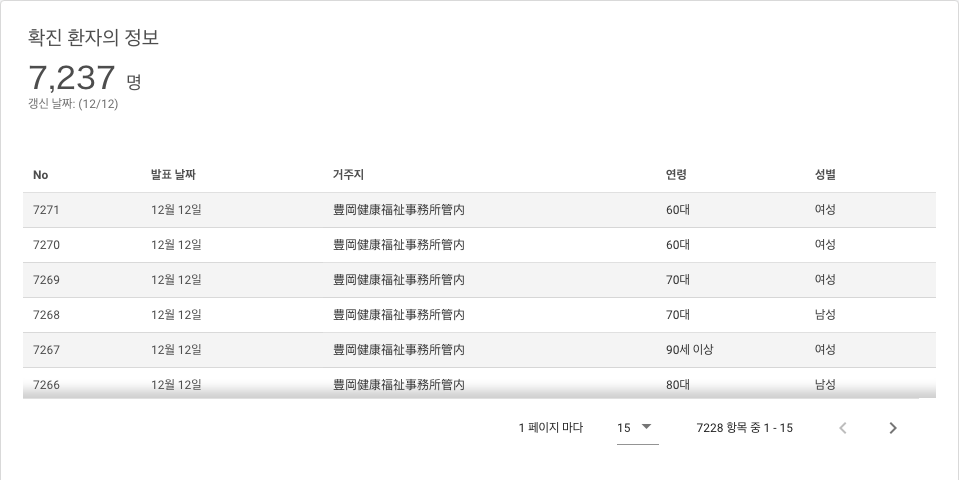 확진 환자의 정보
7,237 명
갱신 날짜: (12/12)
No 발표 날짜 거주지 연령 성별
7271 12월 12일 豊岡健康福祉事務所管内 60대 여성
7270 12월 12일 豊岡健康福祉事務所管内 60대 여성
7269 12월 12일 豊岡健康福祉事務所管内 70대 여성
7268 12월 12일 豊岡健康福祉事務所管内 70대 남성
7267 12월 12일 豊岡健康福祉事務所管内 90세 이상 여성
7266 12월 12일 豊岡健康福祉事務所管内 80대 남성
1 페이지 마다 15 7228 항목 중 1 - 15